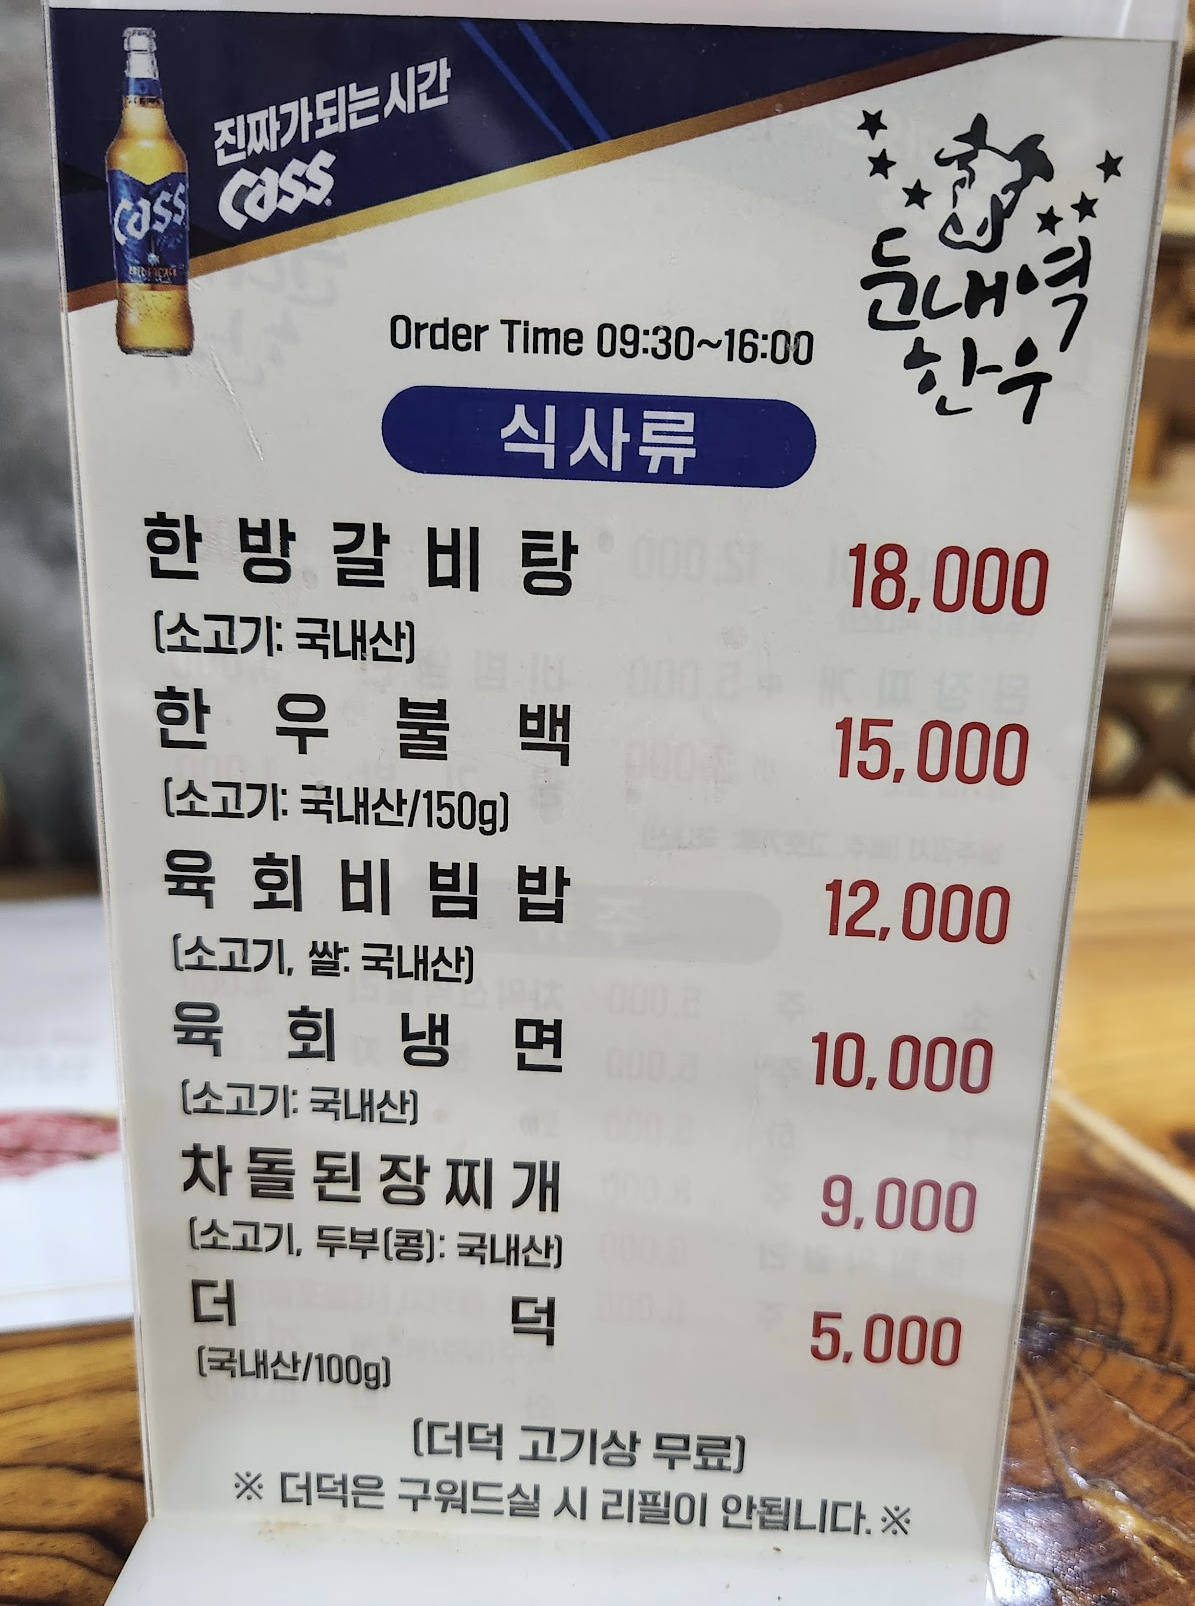 진짜가 되는 시간
Cass
Cass
둔내역
한우
Order Time 09:30~16:00
식사류
한방갈비탕 18,000
(소고기: 국내산)
한우불백 15,000
(소고기: 국내산/150g)
육회비빔밥 12,000
(소고기, 쌀: 국내산)
육회냉면 10,000
(소고기: 국내산)
차돌된장찌개 9,000
(소고기, 두부(콩): 국내산)
더덕 5,000
(국내산/100g)
(더덕 고기상 무료)
※ 더덕은 구워드실 시 리필이 안됩니다.※